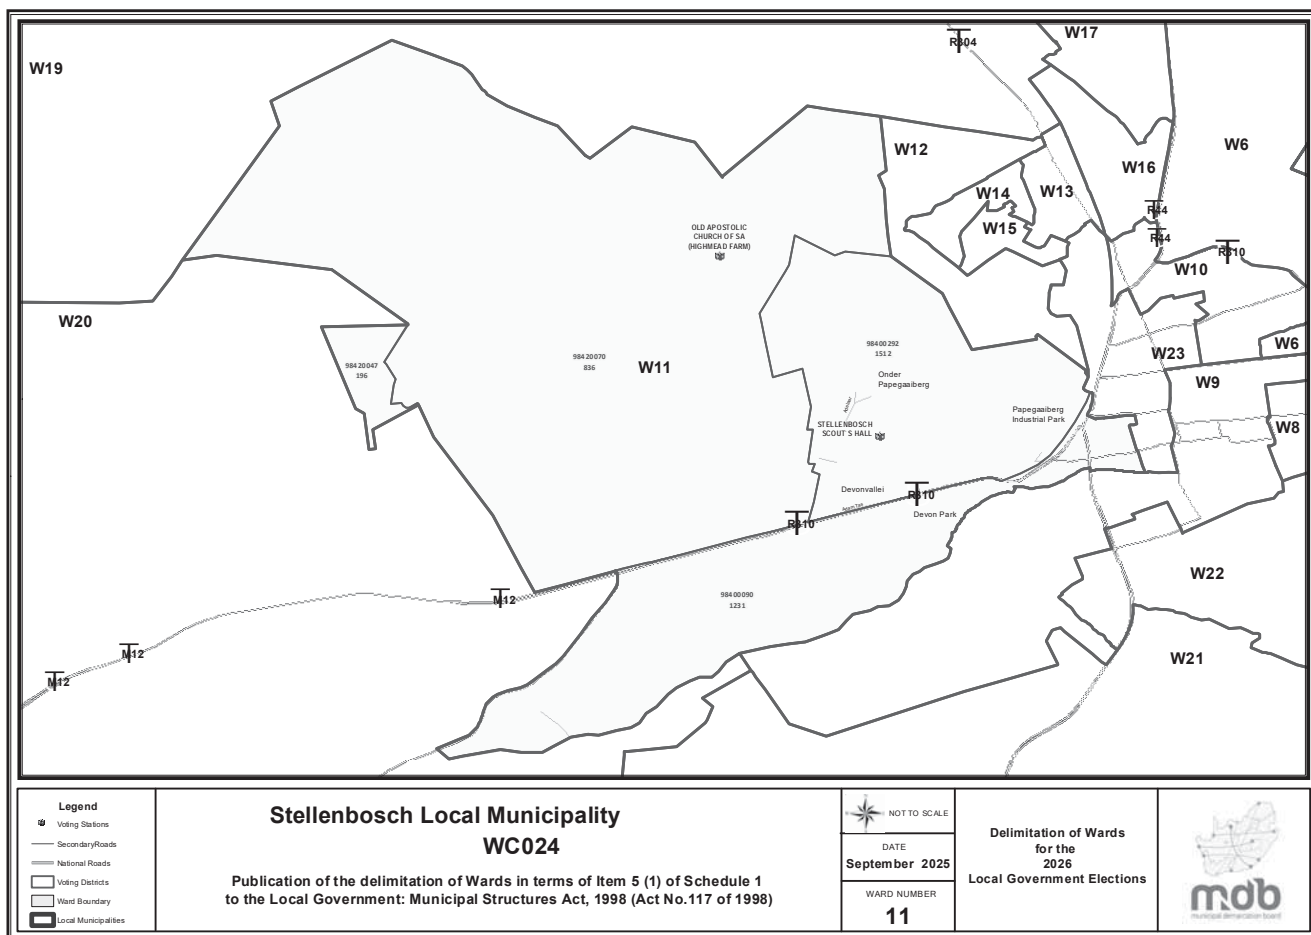 W19
R304
W17
W12
W16
W6
W14
W13
W15
R44
R44
R310
W10
OLD APOSTOLIC
CHURCH OF SA
(HIGHMEAD FARM)
W20
98420047
196
98420070
836
W11
98400292
1512
Onder
Papegaaiberg
W23
W6
W9
W8
Papegaaiberg
Industrial Park
STELLENBOSCH
SCOUT`S HALL
Devonvallei
R310
R310
Devon Park
98400090
1231
W22
W21
M12
M12
M12
Legend
Voting Stations
SecondaryRoads
National Roads
Voting Districts
Ward Boundary
Local Municipalities
Stellenbosch Local Municipality
WC024
Publication of the delimitation of Wards in terms of Item 5 (1) of Schedule 1
to the Local Government: Municipal Structures Act, 1998 (Act No.117 of 1998)
NOT TO SCALE
DATE
September 2025
WARD NUMBER
11
Delimitation of Wards
for the
2026
Local Government Elections
mdb
municipal demarcation board